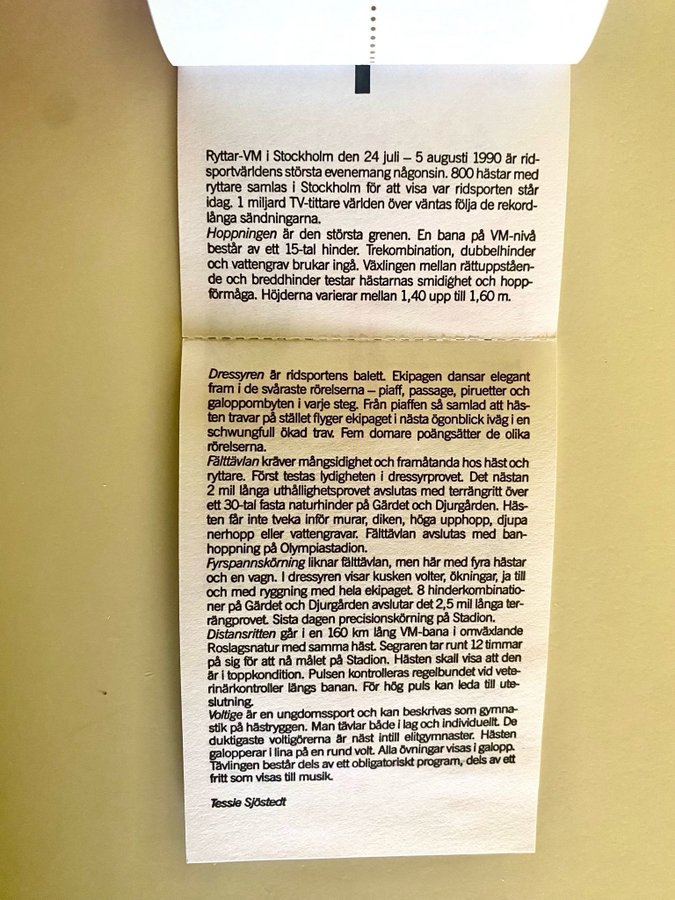 Ryttar-VM i Stockholm den 24 juli – 5 augusti 1990 är rid-
sportvärldens största evenemang någonsin. 800 hästar med
ryttare samlas i Stockholm för att visa var ridsporten står
idag. 1 miljard TV-tittare världen över väntas följa de rekord-
långa sändningarna.
Hoppningen är den största grenen. En bana på VM-nivå
består av ett 15-tal hinder. Trekombination, dubbelhinder
och vattengrav brukar ingå. Växlingen mellan rättuppståen-
de och breddhinder testar hästarnas smidighet och hopp-
förmåga. Höjderna varierar mellan 1,40 upp till 1,60 m.
Dressyren är ridsportens balett. Ekipagen dansar elegant
fram i de svåraste rörelserna – piaff, passage, piruetter och
galoppombyten i varje steg. Från piaffen så samlad att häs-
ten travar på stället flyger ekipaget i nästa ögonblick iväg i en
schwungfull ökad trav. Fem domare poängsätter de olika
rörelserna.
Fälttävlan kräver mångsidighet och framåtanda hos häst och
ryttare. Först testas lydigheten i dressyrprovet. Det nästan
2 mil långa uthållighetsprovet avslutas med terrängritt över
ett 30-tal fasta naturhinder på Gärdet och Djurgården. Häs-
ten får inte tveka inför murar, diken, höga upphopp, djupa
nerhopp eller vattengravar. Fälttävlan avslutas med ban-
hoppning på Olympiastadion.
Fyrspannskörning liknar fälttävlan, men här med fyra hästar
och en vagn. I dressyren visar kusken volter, ökningar, ja till
och med ryggning med hela ekipaget. 8 hinderkombinatio-
ner på Gärdet och Djurgården avslutar det 2,5 mil långa ter-
rängprovet. Sista dagen precisionskörning på Stadion.
Distansritten går i en 160 km lång VM-bana i omväxlande
Roslagsnatur med samma häst. Segraren tar runt 12 timmar
på sig för att nå målet på Stadion. Hästen skall visa att den
är i toppkondition. Pulsen kontrolleras regelbundet vid vete-
rinärkontroller längs banan. För hög puls kan leda till ute-
slutning.
Voltige är en ungdomssport och kan beskrivas som gymna-
stik på hästryggen. Man tävlar både i lag och individuellt. De
duktigaste voltigörerna är näst intill elitgymnaster. Hästen
galopperar i lina på en rund volt. Alla övningar visas i galopp.
Tävlingen består dels av ett obligatoriskt program, dels av ett
fritt som visas till musik.
Tessie Sjöstedt